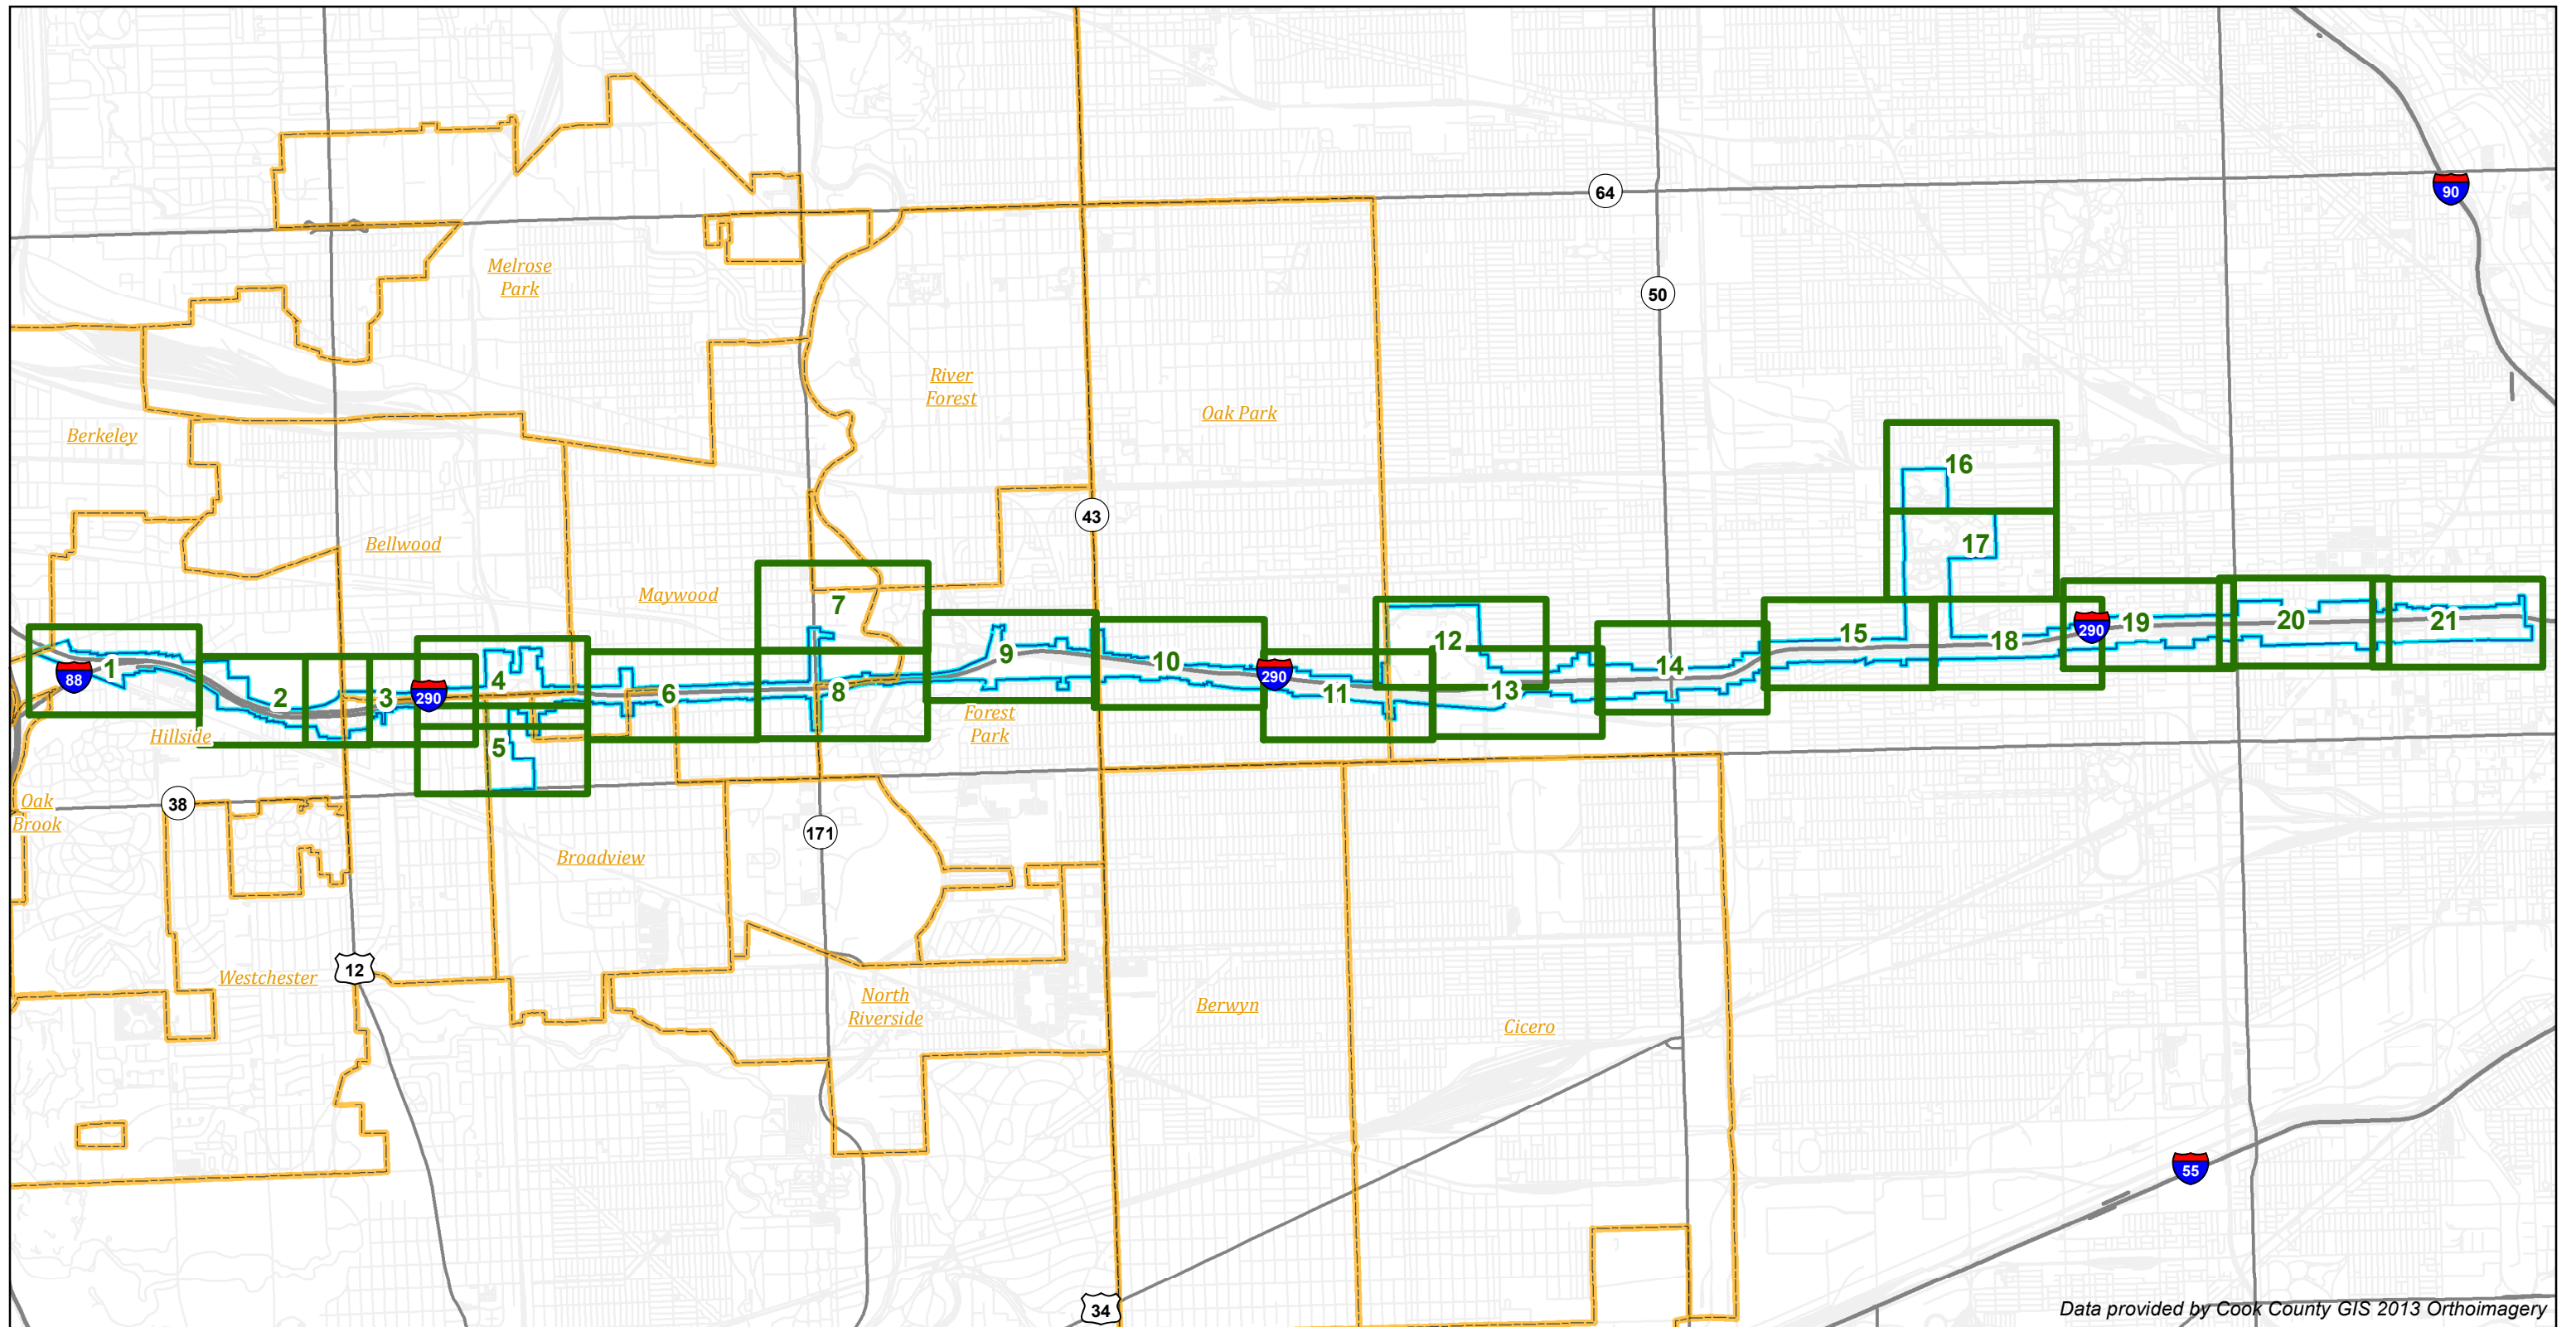 90
64
Melrose
Park
50
River
Forest
Oak Park
Berkeley
16
43
Bellwood
17
Maywood
7
19
20
21
290
15
18
12
9
10
14
1
88
290
4
2
3
290
6
8
11
13
Forest
Park
Hillside
5
Oak
Brook
38
171
Broadview
12
Westchester
North
Riverside
Berwyn
Cicero
55
34
Data provided by Cook County GIS 2013 Orthoimagery